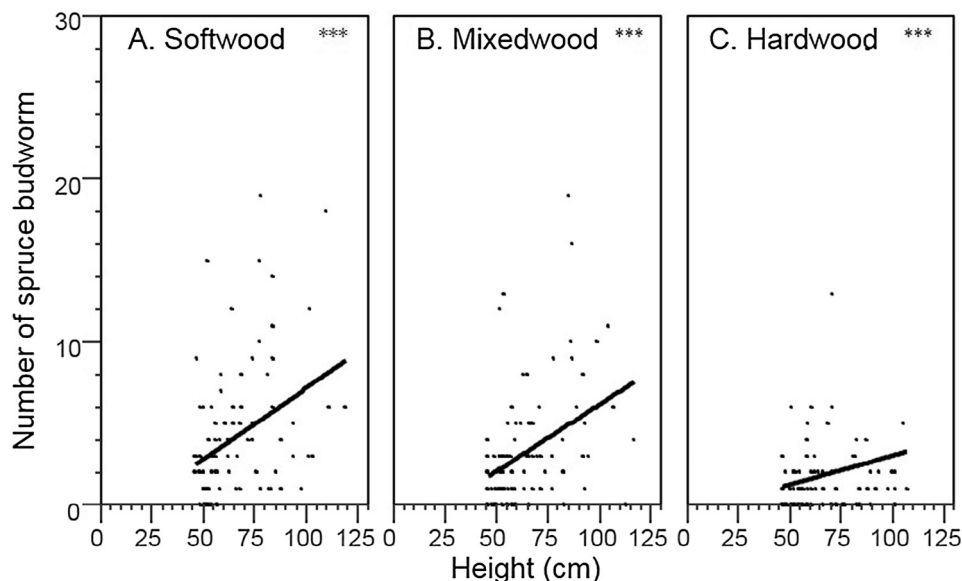 30
20
10
0
Number of spruce budworm
A. Softwood ***
B. Mixedwood ***
C. Hardwood ***
0 25 50 75 100 125
0 25 50 75 100 125
0 25 50 75 100 125
Height (cm)